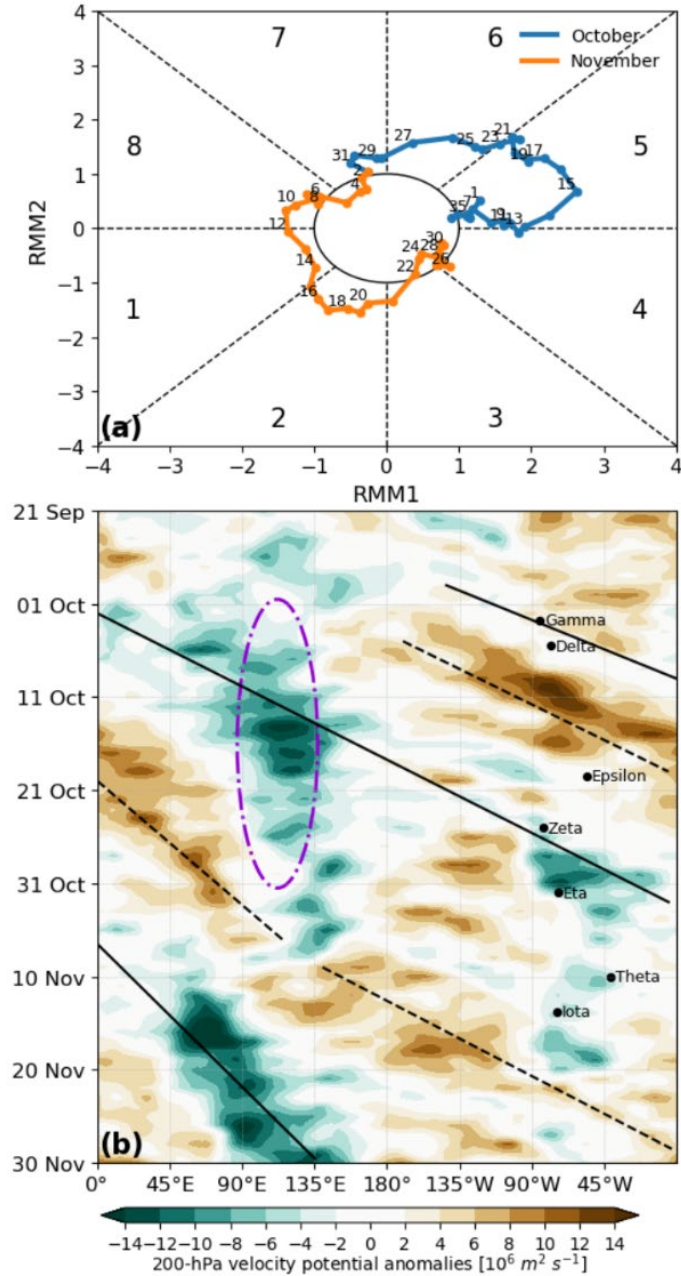 4
3
2
1
0
−1
−2
−3
−4
RMM2
7
6
8
5
1
4
2
3
October
November
31
29
27
25
23
21
19
17
15
1
35
7
9
11
13
2
4
6
8
10
12
14
16
18
20
22
24
28
30
26
(a)
−4 −3 −2 −1 0 1 2 3 4
RMM1
21 Sep
01 Oct
11 Oct
21 Oct
31 Oct
10 Nov
20 Nov
30 Nov
Gamma
Delta
Epsilon
Zeta
Eta
Theta
Iota
(b)
0° 45°E 90°E 135°E 180° 135°W 90°W 45°W
−14 −12 −10 −8 −6 −4 −2 0 2 4 6 8 10 12 14
200-hPa velocity potential anomalies [10⁶ m² s⁻¹]